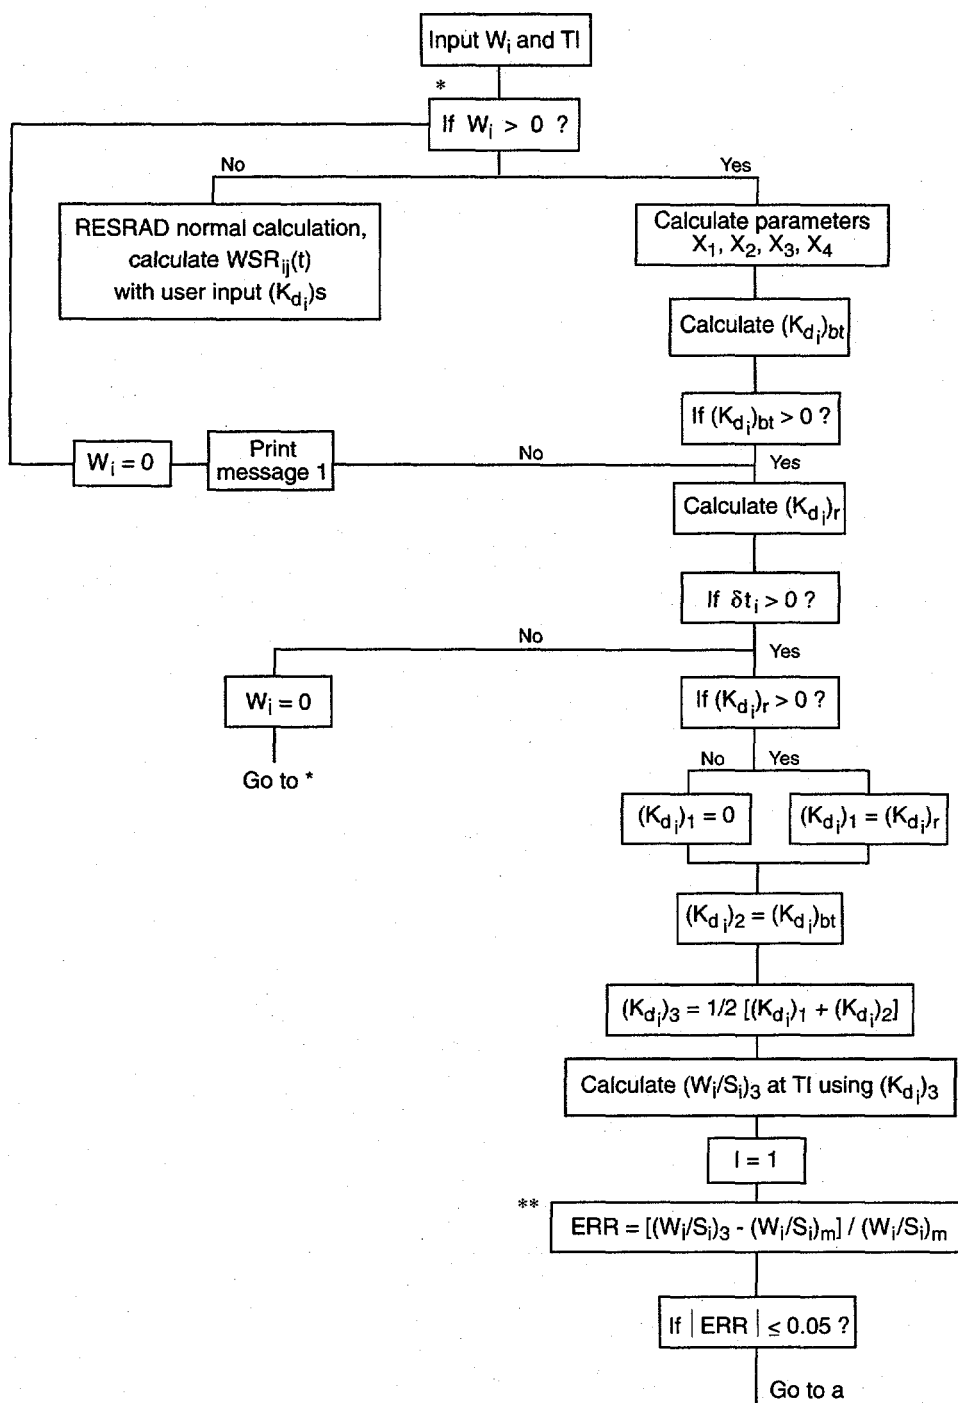 Input Wi and TI
*
If Wi > 0 ?
No
Yes
RESRAD normal calculation,
calculate WSRij(t)
with user input (Kdi)s
Calculate parameters
X1, X2, X3, X4
Calculate (Kdi)bt
If (Kdi)bt > 0 ?
Wi = 0
Print
message 1
No
Yes
Calculate (Kdi)r
If δti > 0 ?
No
Yes
Wi = 0
If (Kdi)r > 0 ?
Go to *
No
Yes
(Kdi)1 = 0
(Kdi)1 = (Kdi)r
(Kdi)2 = (Kdi)bt
(Kdi)3 = 1/2 [(Kdi)1 + (Kdi)2]
Calculate (Wi/Si)3 at TI using (Kdi)3
I = 1
**
ERR = [(Wi/Si)3 - (Wi/Si)m] / (Wi/Si)m
If | ERR | ≤ 0.05 ?
Go to a